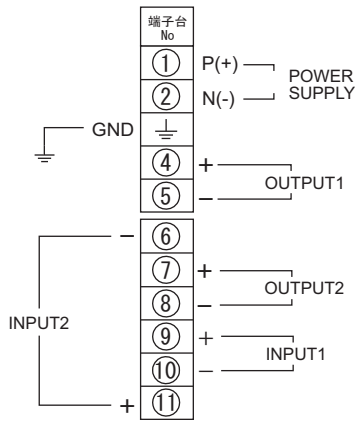 端子台
No
① P(+)
POWER
SUPPLY
② N(-)
GND
④ +
OUTPUT1
⑤ −
− ⑥
⑦ +
OUTPUT2
⑧ −
INPUT2
⑨ +
INPUT1
⑩ −
+ ⑪